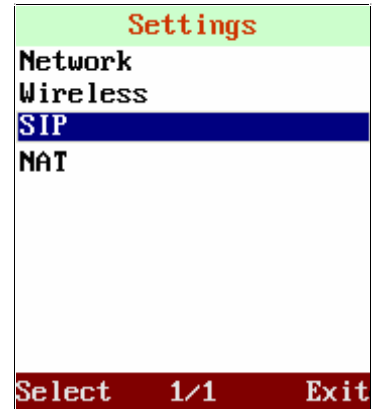 Settings
Network
Wireless
SIP
NAT
Select 1/1 Exit